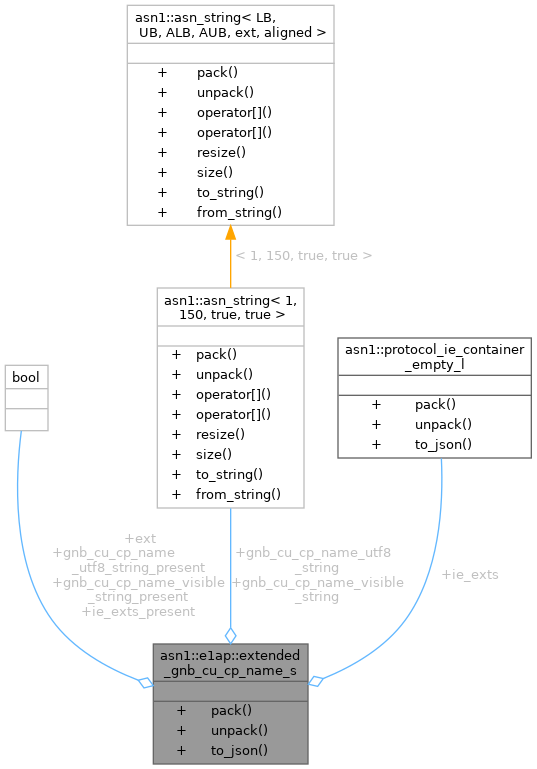 asn1::asn_string< LB,
UB, ALB, AUB, ext, aligned >
+ pack()
+ unpack()
+ operator[]()
+ operator[]()
+ resize()
+ size()
+ to_string()
+ from_string()
< 1, 150, true, true >
asn1::asn_string< 1,
150, true, true >
+ pack()
+ unpack()
+ operator[]()
+ operator[]()
+ resize()
+ size()
+ to_string()
+ from_string()
asn1::protocol_ie_container
_empty_l
+ pack()
+ unpack()
+ to_json()
bool
+ext
+gnb_cu_cp_name
_utf8_string_present
+gnb_cu_cp_name_visible
_string_present
+ie_exts_present
+gnb_cu_cp_name_utf8
_string
+gnb_cu_cp_name_visible
_string
+ie_exts
asn1::e1ap::extended
_gnb_cu_cp_name_s
+ pack()
+ unpack()
+ to_json()